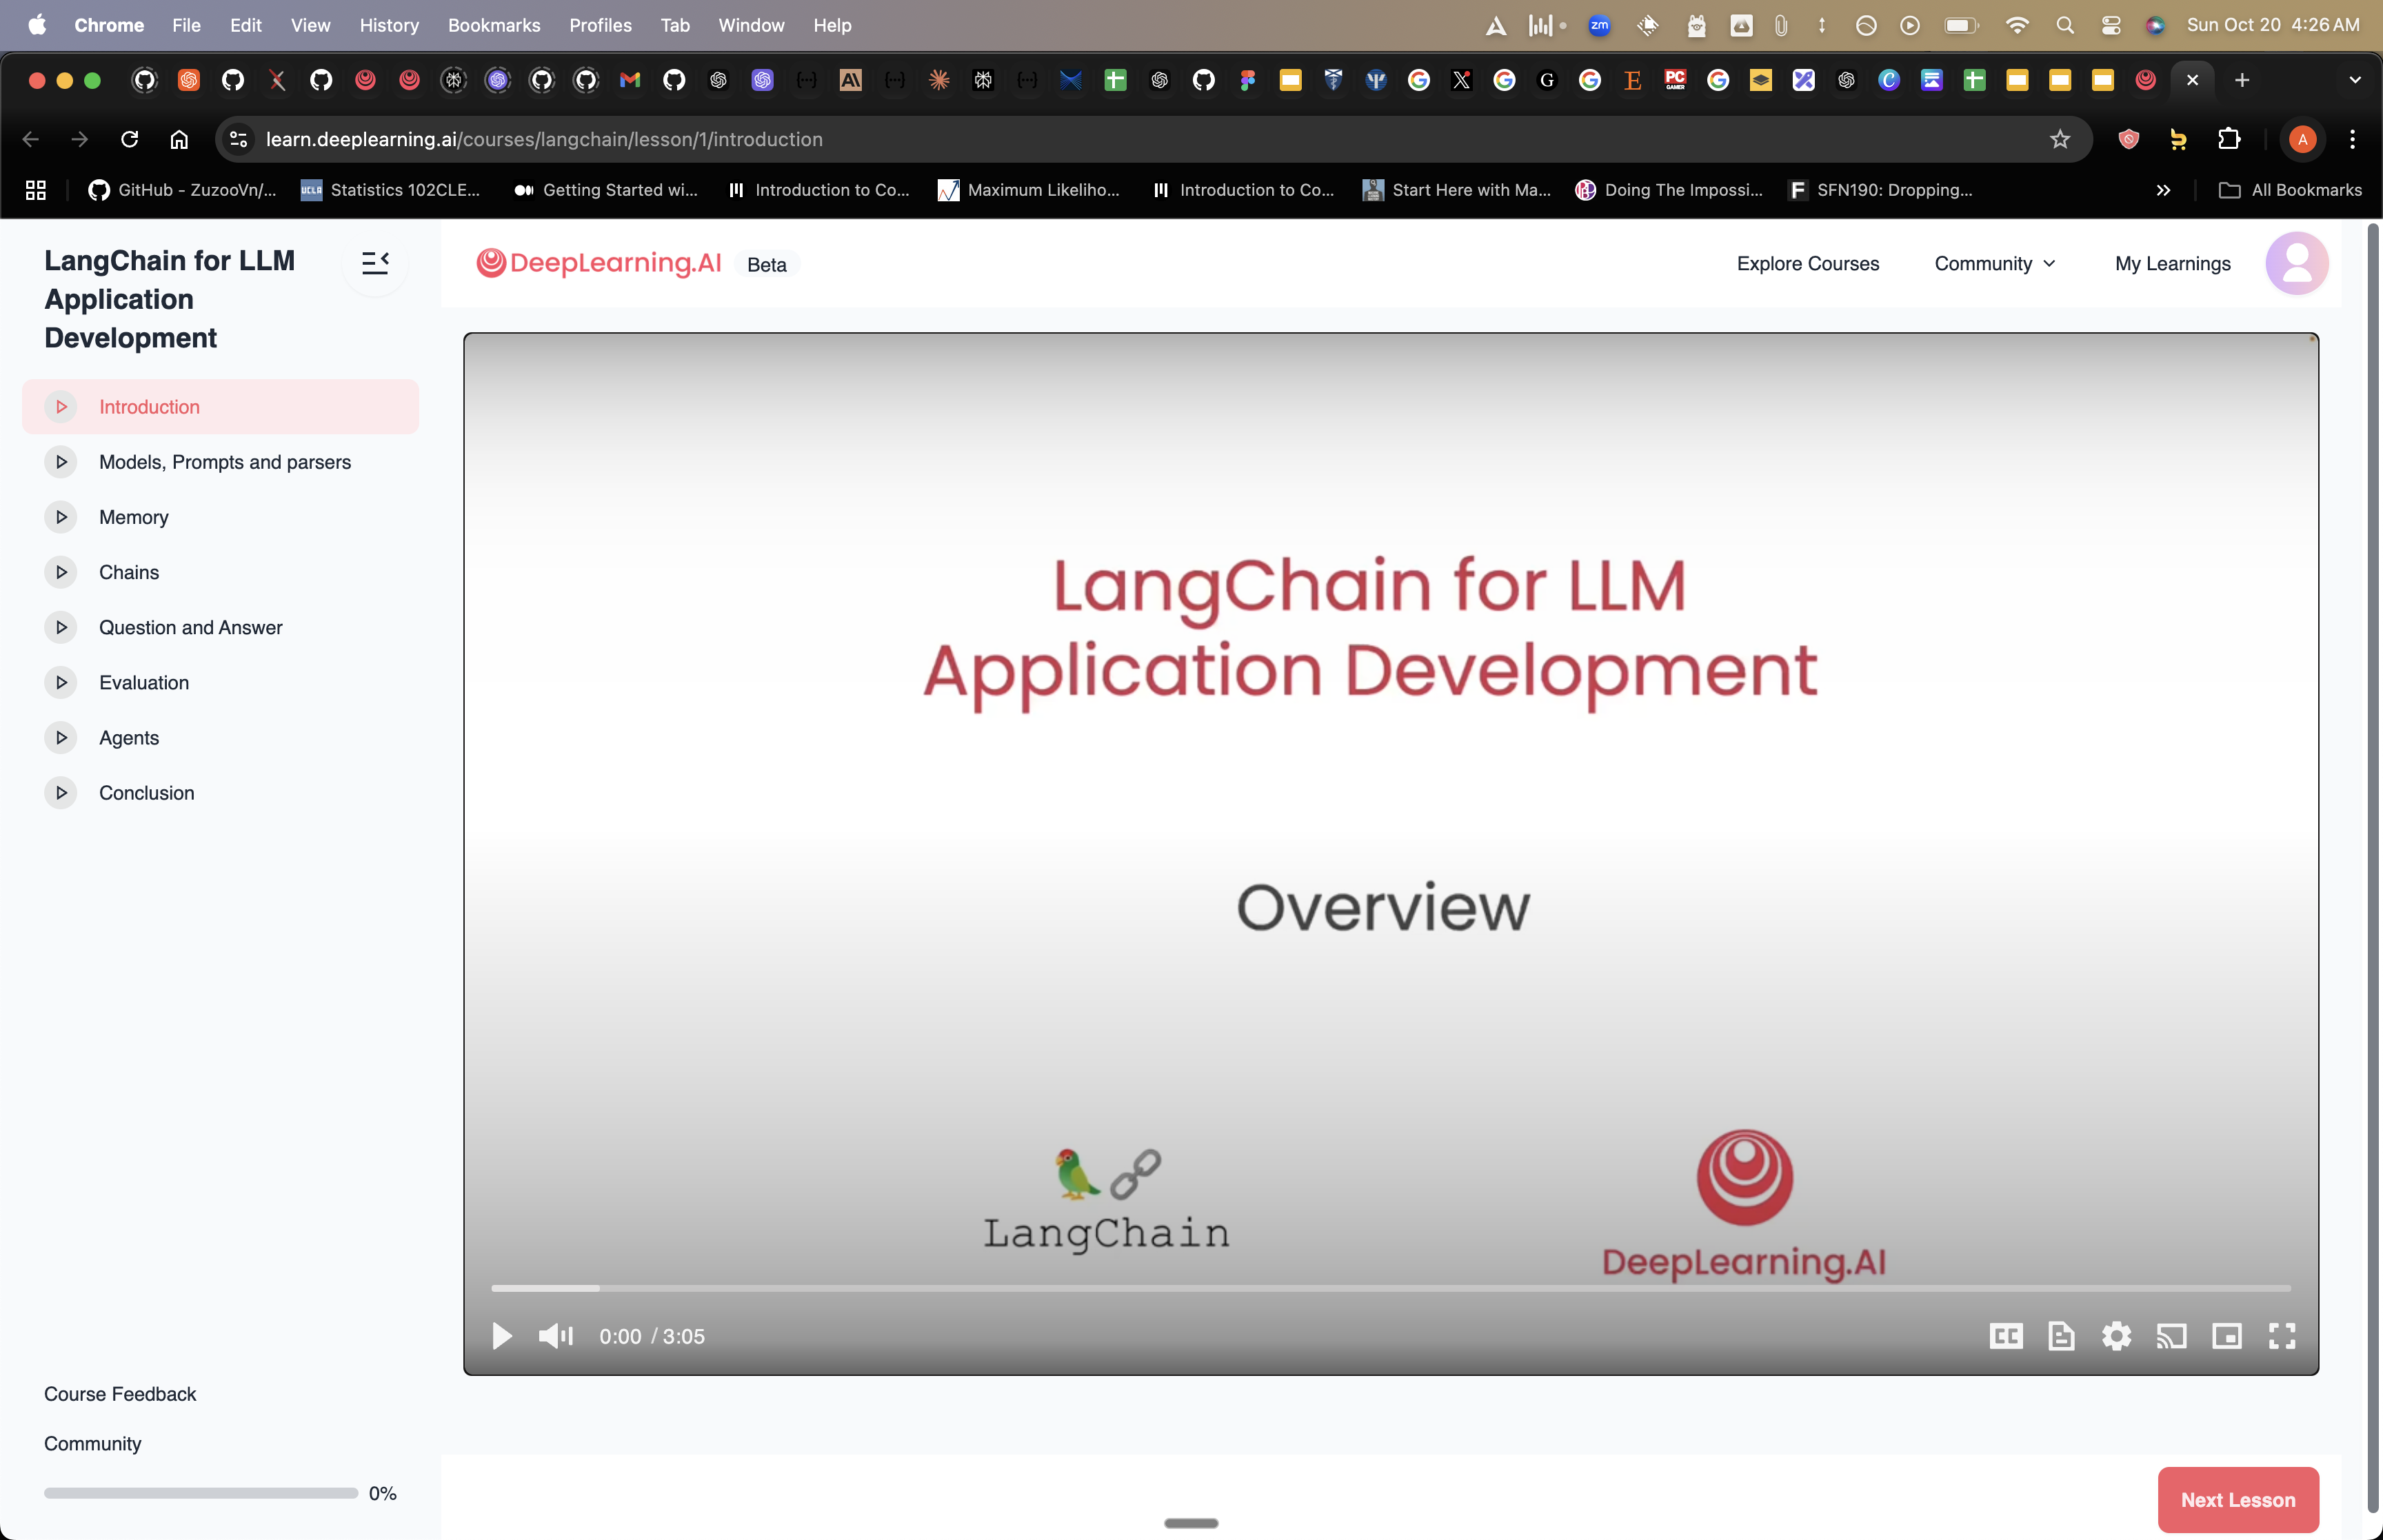 Chrome File Edit View History Bookmarks Profiles Tab Window Help
zm
Sun Oct 20 4:26 AM
learn.deeplearning.ai/courses/langchain/lesson/1/introduction
A
GitHub - ZuzooVn/...
UCLA Statistics 102CLE...
Getting Started wi...
Introduction to Co...
Maximum Likeliho...
Introduction to Co...
Start Here with Ma...
Doing The Impossi...
SFN190: Dropping...
All Bookmarks
LangChain for LLM
Application
Development
DeepLearning.AI Beta
Explore Courses
Community
My Learnings
Introduction
Models, Prompts and parsers
Memory
Chains
Question and Answer
Evaluation
Agents
Conclusion
LangChain for LLM
Application Development
Overview
LangChain
DeepLearning.AI
0:00 / 3:05
CC
Course Feedback
Community
0%
Next Lesson